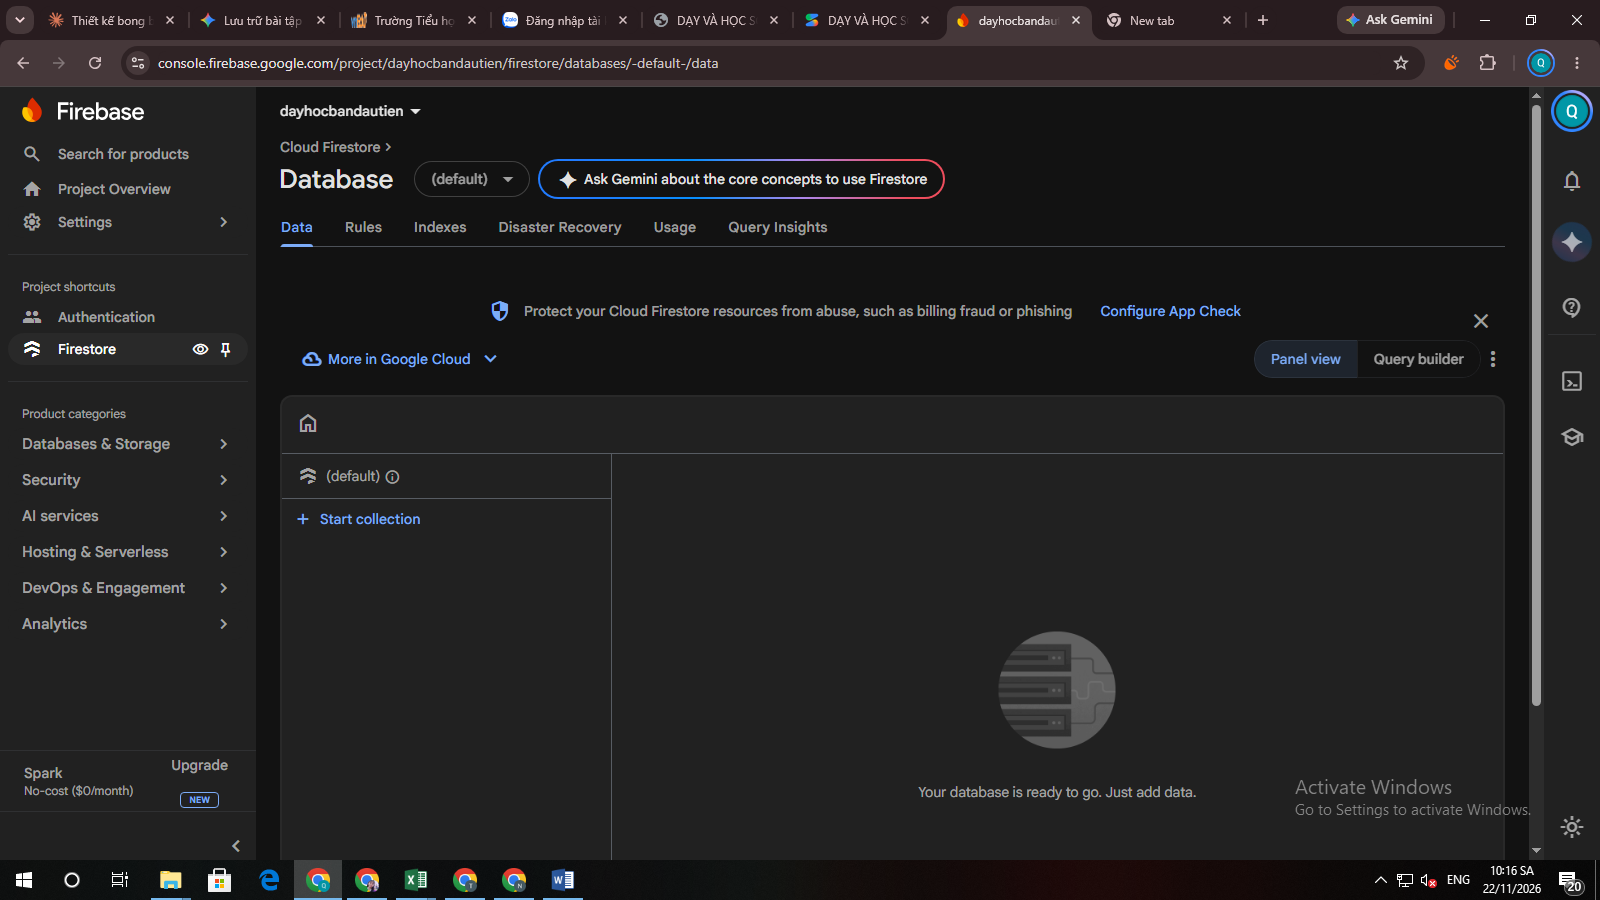 Thiết kế bong b
Lưu trữ bài tập
Trường Tiểu họ
Zalo
Đăng nhập tài
DẠY VÀ HỌC S
DẠY VÀ HỌC S
dayhocbandau
New tab
Ask Gemini
console.firebase.google.com/project/dayhocbandautien/firestore/databases/-default-/data
Q
Firebase
Search for products
Project Overview
Settings
Project shortcuts
Authentication
Firestore
Product categories
Databases & Storage
Security
AI services
Hosting & Serverless
DevOps & Engagement
Analytics
Spark
No-cost ($0/month)
Upgrade
NEW
dayhocbandautien
Cloud Firestore
Database
(default)
Ask Gemini about the core concepts to use Firestore
Data
Rules
Indexes
Disaster Recovery
Usage
Query Insights
Protect your Cloud Firestore resources from abuse, such as billing fraud or phishing
Configure App Check
More in Google Cloud
Panel view
Query builder
(default)
Start collection
Your database is ready to go. Just add data.
Q
Activate Windows
Go to Settings to activate Windows.
ENG
10:16 SA
22/11/2026
20